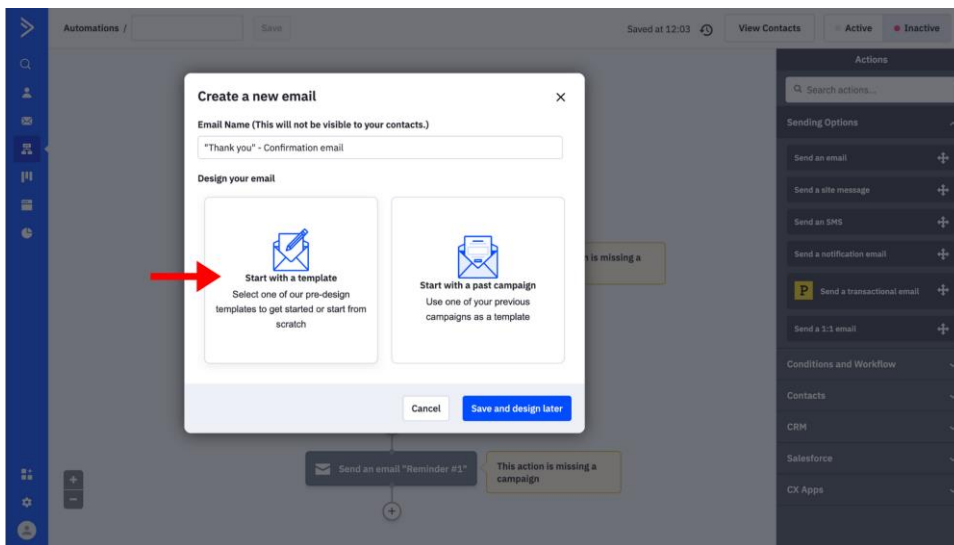 Automations /
Save
Saved at 12:03
View Contacts
Active
Inactive
Actions
Search actions...
Sending Options
Send an email
Send a site message
Send an SMS
Send a notification email
P
Send a transactional email
Send a 1:1 email
Conditions and Workflow
Contacts
CRM
Salesforce
CX Apps
Create a new email
Email Name (This will not be visible to your contacts.)
"Thank you" - Confirmation email
Design your email
Start with a template
Select one of our pre-design
templates to get started or start from
scratch
Start with a past campaign
Use one of your previous
campaigns as a template
Cancel
Save and design later
is missing a
Send an email "Reminder #1"
This action is missing a
campaign